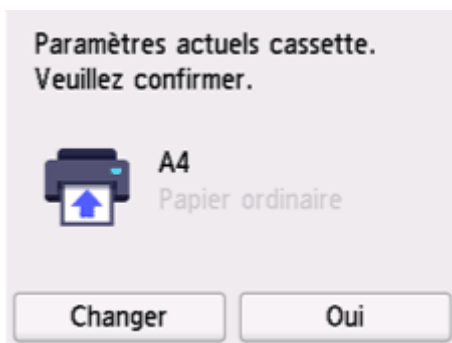 Paramètres actuels cassette.
Veuillez confirmer.
A4
Papier ordinaire
Changer
Oui